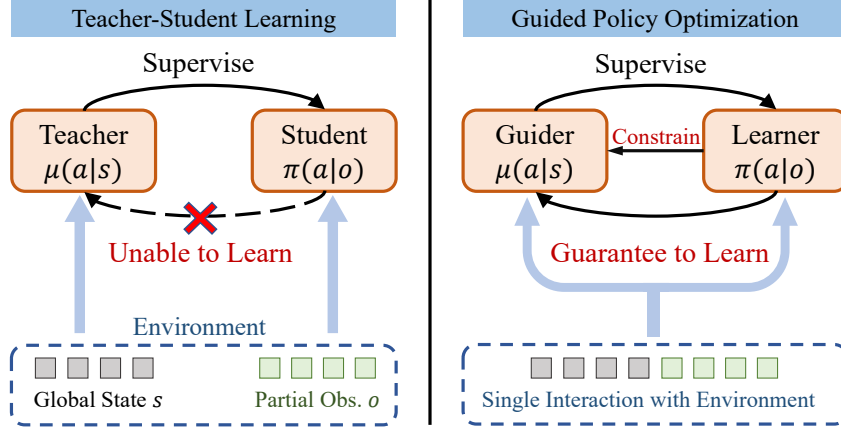 Teacher-Student Learning
Supervise
Teacher
μ(a|s)
Student
π(a|o)
Unable to Learn
Environment
Global State s
Partial Obs. o
Guided Policy Optimization
Supervise
Guider
μ(a|s)
Constrain
Learner
π(a|o)
Guarantee to Learn
Single Interaction with Environment